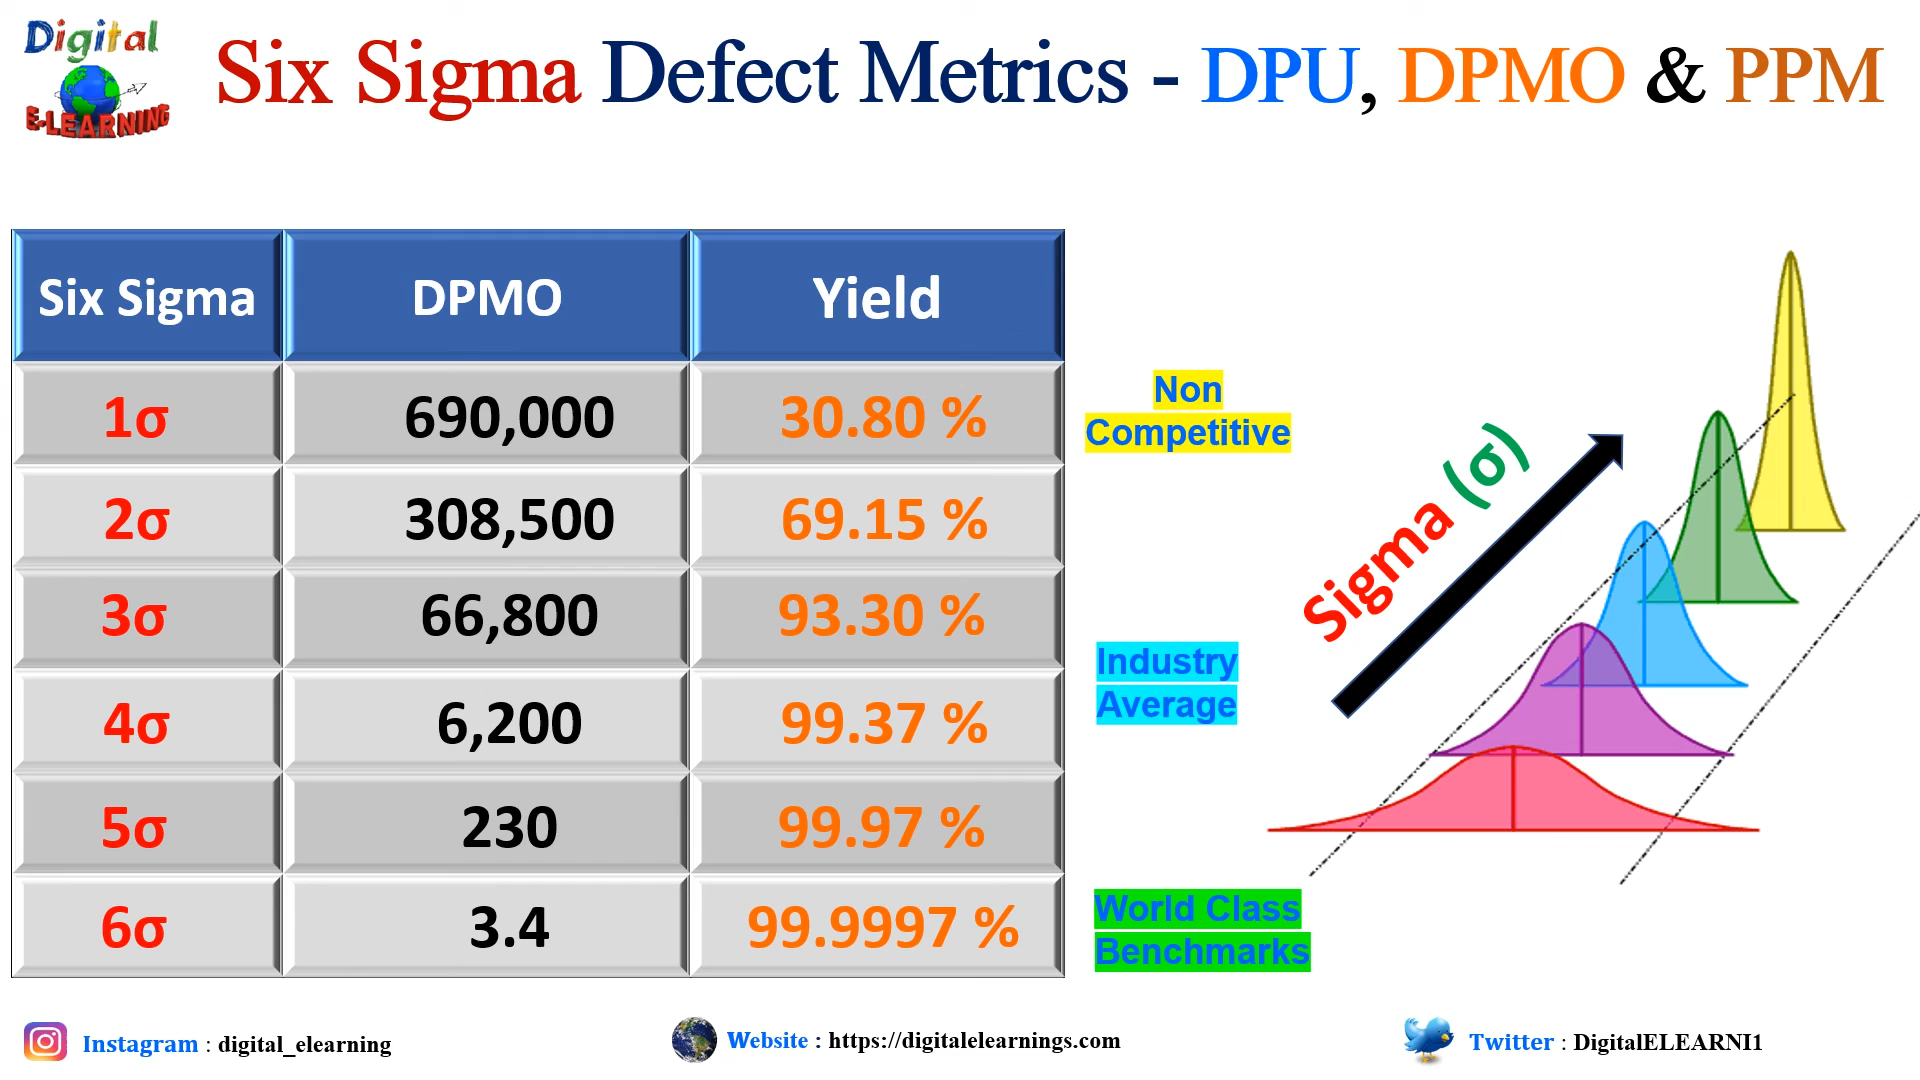 Digital
E-LEARNING
Six Sigma Defect Metrics - DPU, DPMO & PPM
Six Sigma DPMO Yield
1σ 690,000 30.80 %
2σ 308,500 69.15 %
3σ 66,800 93.30 %
4σ 6,200 99.37 %
5σ 230 99.97 %
6σ 3.4 99.9997 %
Non
Competitive
Industry
Average
World Class
Benchmarks
Sigma (σ)
Instagram : digital_elearning
Website : https://digitalelearnings.com
Twitter : DigitalELEARNI1